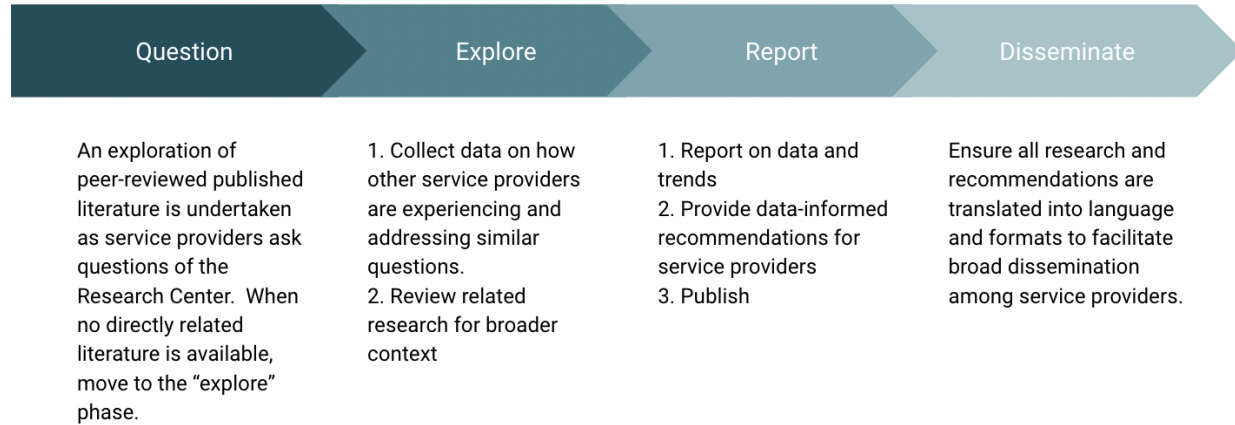 Question
Explore
Report
Disseminate
An exploration of
peer-reviewed published
literature is undertaken
as service providers ask
questions of the
Research Center.  When
no directly related
literature is available,
move to the “explore”
phase.
1. Collect data on how
other service providers
are experiencing and
addressing similar
questions.
2. Review related
research for broader
context
1. Report on data and
trends
2. Provide data-informed
recommendations for
service providers
3. Publish
Ensure all research and
recommendations are
translated into language
and formats to facilitate
broad dissemination
among service providers.